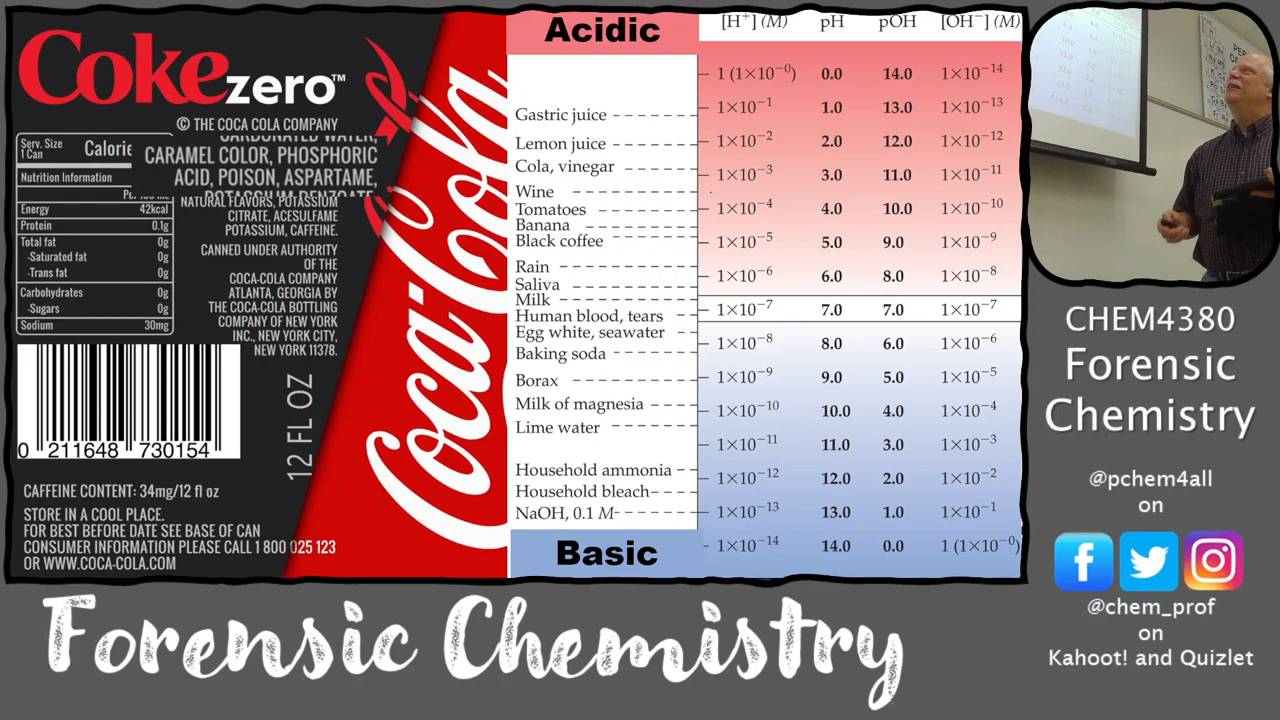 Coke zero™
© THE COCA COLA COMPANY
CARBONATED WATER,
CARAMEL COLOR, PHOSPHORIC
ACID, POISON, ASPARTAME,
POTASSIUM BENZOATE
NATURAL FLAVORS, POTASSIUM
CITRATE, ACESULFAME
POTASSIUM, CAFFEINE.
CANNED UNDER AUTHORITY
OF THE
COCA-COLA COMPANY
ATLANTA, GEORGIA BY
THE COCA-COLA BOTTLING
COMPANY OF NEW YORK
INC., NEW YORK CITY,
NEW YORK 11378.
Serv. Size
1 Can
Calorie
Nutrition Information
Energy 42kcal
Protein 0.1g
Total fat 0g
-Saturated fat 0g
-Trans fat 0g
Carbohydrates 0g
-Sugars 0g
Sodium 30mg
0 211648 730154
12 FL OZ
CAFFEINE CONTENT: 34mg/12 fl oz
STORE IN A COOL PLACE.
FOR BEST BEFORE DATE SEE BASE OF CAN
CONSUMER INFORMATION PLEASE CALL 1 800 025 123
OR WWW.COCA-COLA.COM
Coca-Cola
Acidic
[H⁺] (M) pH pOH [OH⁻] (M)
1 (1×10⁻⁰) 0.0 14.0 1×10⁻¹⁴
Gastric juice
1×10⁻¹ 1.0 13.0 1×10⁻¹³
Lemon juice
1×10⁻² 2.0 12.0 1×10⁻¹²
Cola, vinegar
1×10⁻³ 3.0 11.0 1×10⁻¹¹
Wine
Tomatoes
1×10⁻⁴ 4.0 10.0 1×10⁻¹⁰
Banana
Black coffee
1×10⁻⁵ 5.0 9.0 1×10⁻⁹
Rain
1×10⁻⁶ 6.0 8.0 1×10⁻⁸
Saliva
Milk
1×10⁻⁷ 7.0 7.0 1×10⁻⁷
Human blood, tears
Egg white, seawater
1×10⁻⁸ 8.0 6.0 1×10⁻⁶
Baking soda
Borax
1×10⁻⁹ 9.0 5.0 1×10⁻⁵
Milk of magnesia
1×10⁻¹⁰ 10.0 4.0 1×10⁻⁴
Lime water
1×10⁻¹¹ 11.0 3.0 1×10⁻³
Household ammonia
1×10⁻¹² 12.0 2.0 1×10⁻²
Household bleach
NaOH, 0.1 M
1×10⁻¹³ 13.0 1.0 1×10⁻¹
1×10⁻¹⁴ 14.0 0.0 1 (1×10⁻⁰)
Basic
CHEM4380
Forensic
Chemistry
@pchem4all
on
@chem_prof
on
Kahoot! and Quizlet
Forensic Chemistry